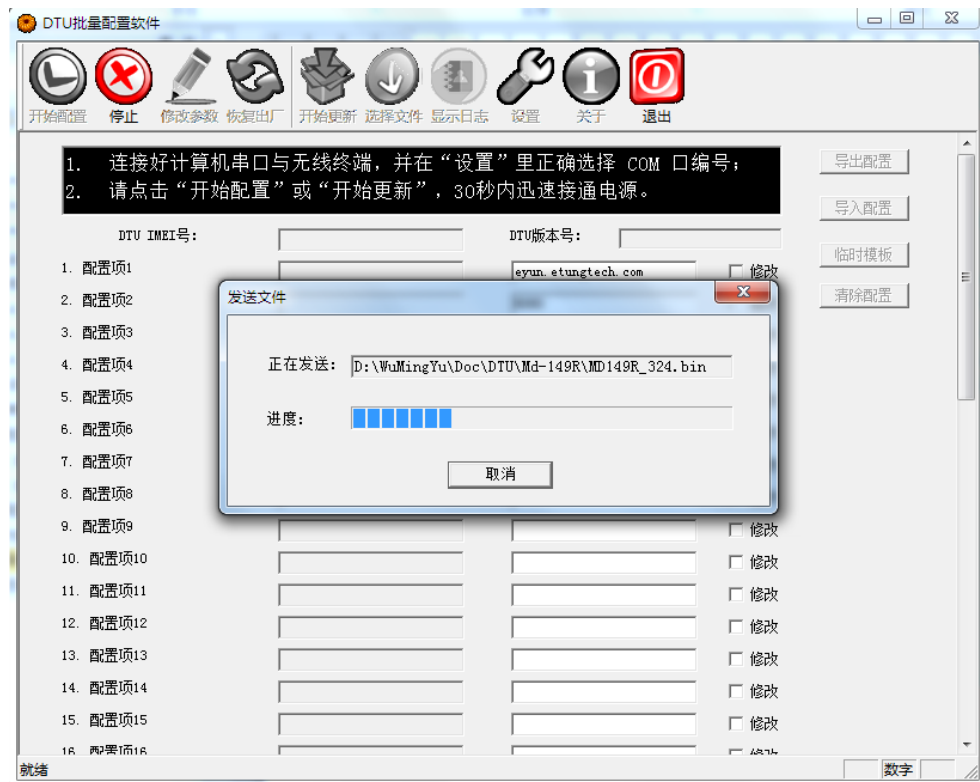 DTU批量配置软件
开始配置 停止 修改参数 恢复出厂 开始更新 选择文件 显示日志 设置 关于 退出
1. 连接好计算机串口与无线终端，并在“设置”里正确选择 COM 口编号；
2. 请点击“开始配置”或“开始更新”，30秒内迅速接通电源。
导出配置
导入配置
临时模板
清除配置
DTU IMEI号： DTU版本号：
1. 配置项1 eyun.etungtech.com 修改
2. 配置项2
3. 配置项3
4. 配置项4
5. 配置项5
6. 配置项6
7. 配置项7
8. 配置项8
发送文件
正在发送： D:\WuMingYu\Doc\DTU\Md-149R\MD149R_324.bin
进度：
取消
9. 配置项9 修改
10. 配置项10 修改
11. 配置项11 修改
12. 配置项12 修改
13. 配置项13 修改
14. 配置项14 修改
15. 配置项15 修改
16. 配置项16 修改
就绪 数字